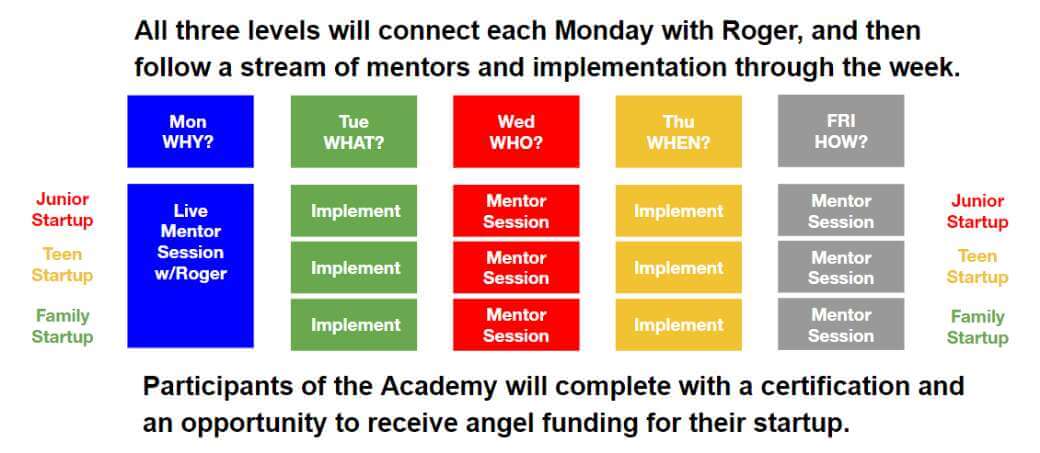 All three levels will connect each Monday with Roger, and then
follow a stream of mentors and implementation through the week.
Mon
WHY?
Tue
WHAT?
Wed
WHO?
Thu
WHEN?
FRI
HOW?
Junior
Startup
Teen
Startup
Family
Startup
Live
Mentor
Session
w/Roger
Implement
Mentor
Session
Implement
Mentor
Session
Implement
Mentor
Session
Implement
Mentor
Session
Implement
Mentor
Session
Implement
Mentor
Session
Junior
Startup
Teen
Startup
Family
Startup
Participants of the Academy will complete with a certification and
an opportunity to receive angel funding for their startup.